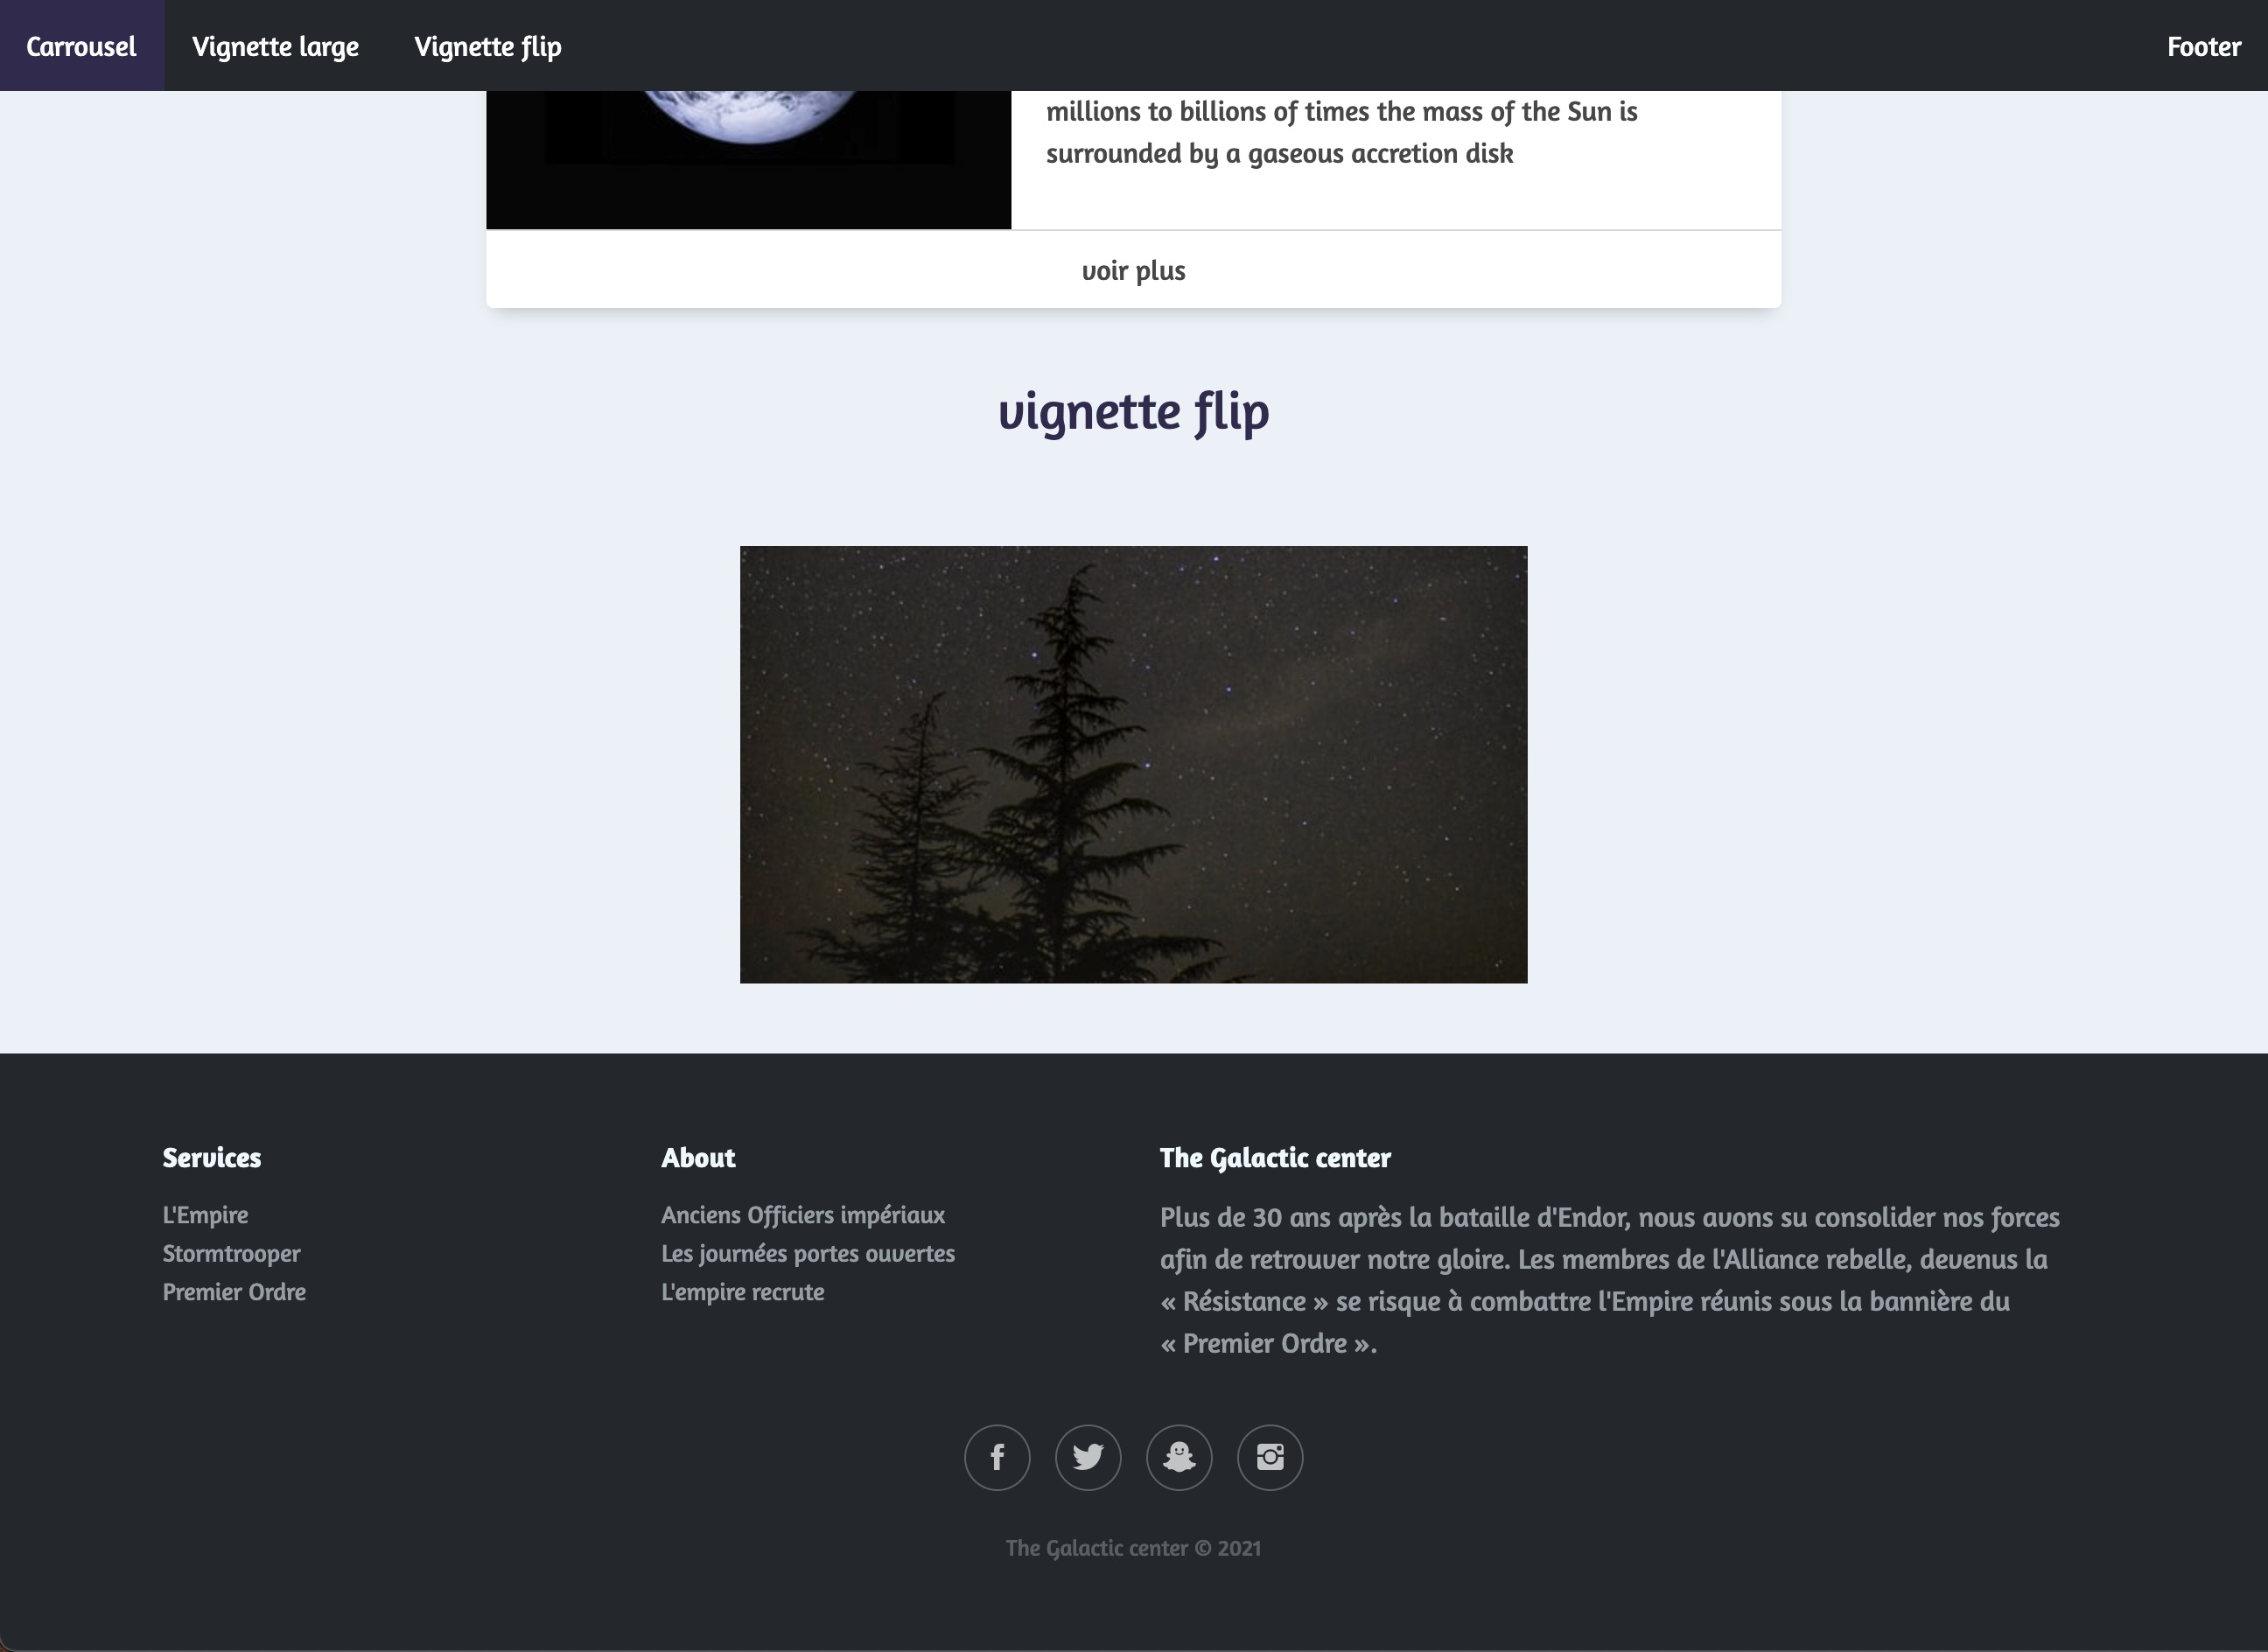 Carrousel Vignette large Vignette flip Footer
millions to billions of times the mass of the Sun is
surrounded by a gaseous accretion disk
voir plus
vignette flip
Services
L'Empire
Stormtrooper
Premier Ordre
About
Anciens Officiers impériaux
Les journées portes ouvertes
L'empire recrute
The Galactic center
Plus de 30 ans après la bataille d'Endor, nous avons su consolider nos forces
afin de retrouver notre gloire. Les membres de l'Alliance rebelle, devenus la
« Résistance » se risque à combattre l'Empire réunis sous la bannière du
« Premier Ordre ».
The Galactic center © 2021